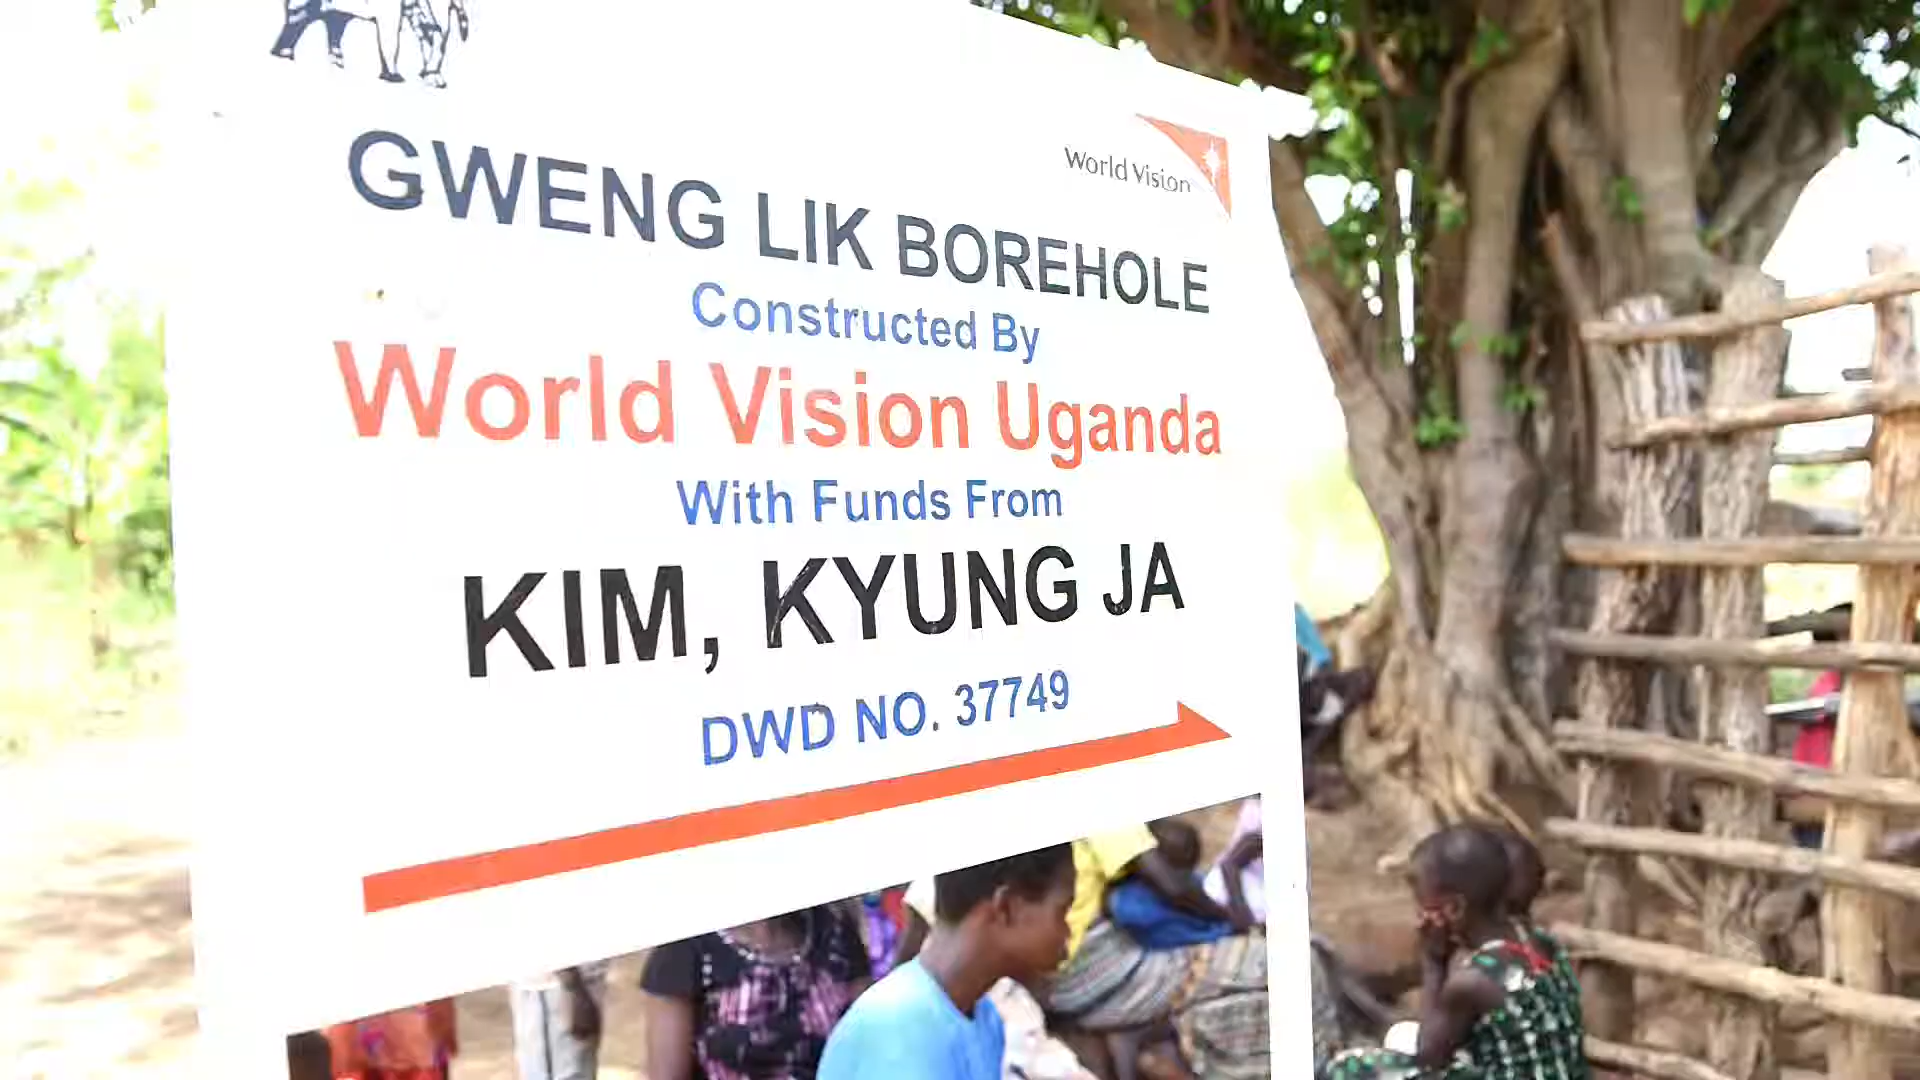 World Vision
GWENG LIK BOREHOLE
Constructed By
World Vision Uganda
With Funds From
KIM, KYUNG JA
DWD NO. 37749